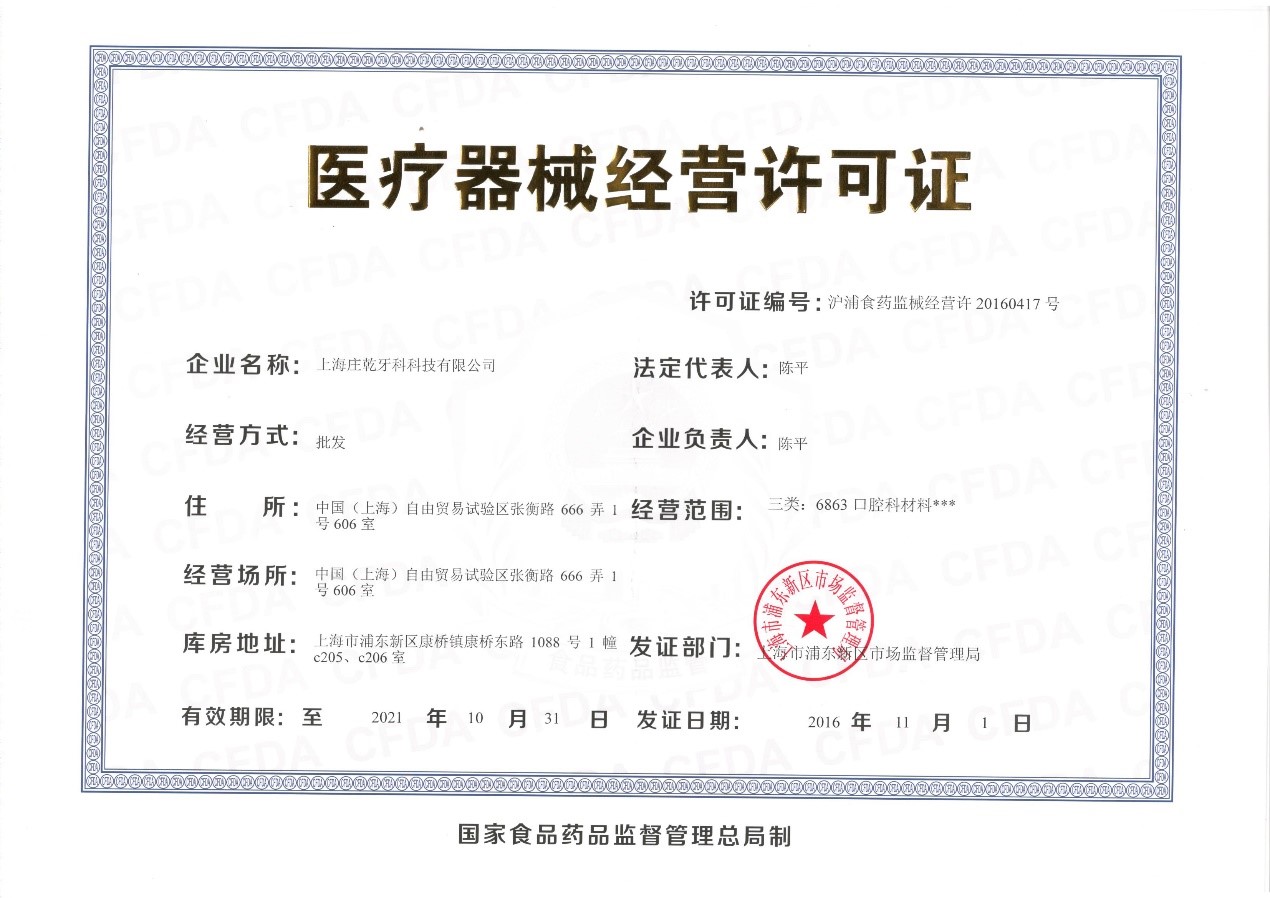 医疗器械经营许可证
许可证编号：沪浦食药监械经营许 20160417 号
企业名称：上海庄乾牙科科技有限公司
法定代表人：陈平
经营方式：批发
企业负责人：陈平
住 所：中国（上海）自由贸易试验区张衡路 666 弄 1
号 606 室
经营范围：三类：6863 口腔科材料***
经营场所：中国（上海）自由贸易试验区张衡路 666 弄 1
号 606 室
库房地址：上海市浦东新区康桥镇康桥东路 1088 号 1 幢
c205、c206 室
发证部门：上海市浦东新区市场监督管理局
上海市浦东新区市场监督管理局
有效期限：至 2021 年 10 月 31 日
发证日期：2016 年 11 月 1 日
国家食品药品监督管理总局制
CFDA